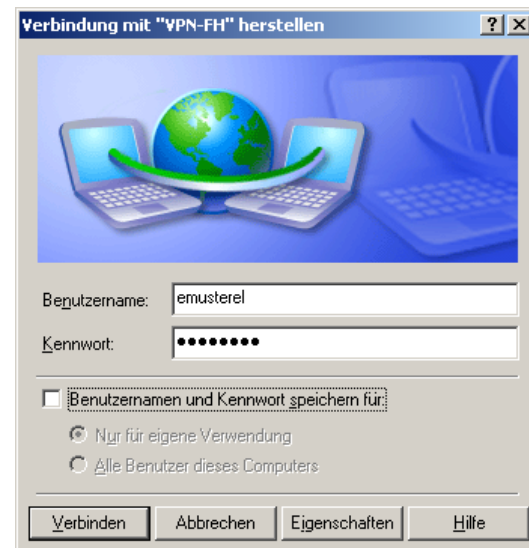 Verbindung mit "VPN-FH" herstellen
Benutzername: emusterel
Kennwort: ●●●●●●●●
Benutzernamen und Kennwort speichern für:
Nur für eigene Verwendung
Alle Benutzer dieses Computers
Verbinden Abbrechen Eigenschaften Hilfe